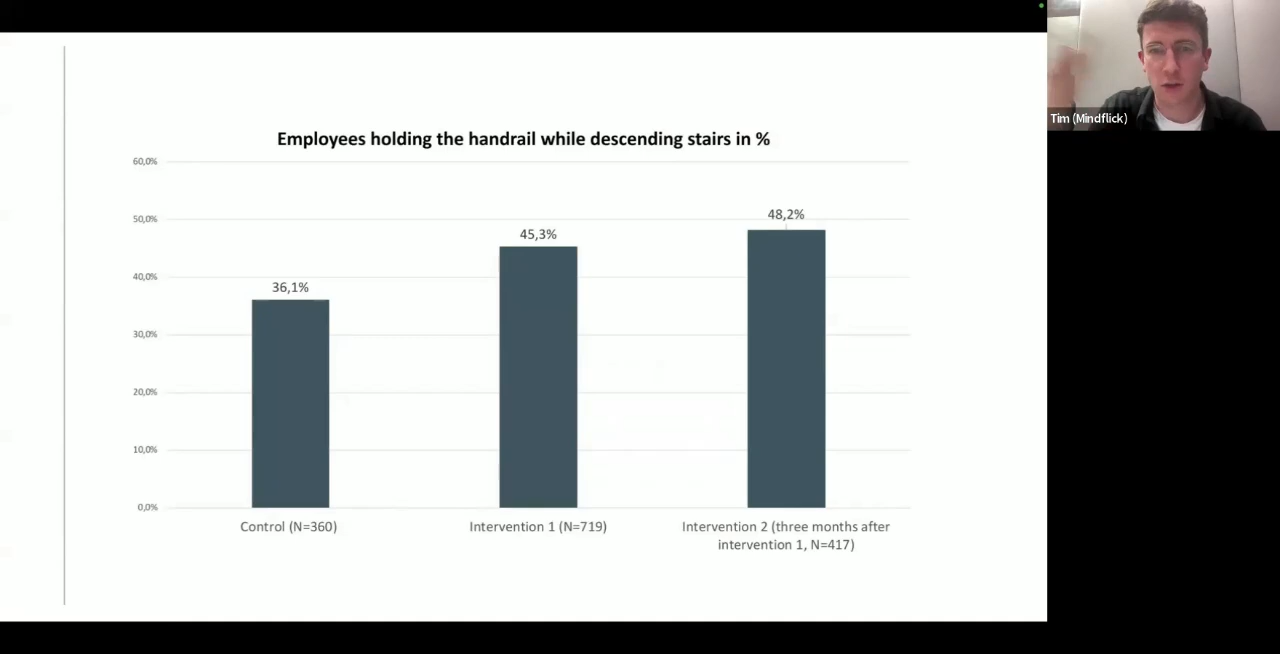 Tim (Mindflick)
Employees holding the handrail while descending stairs in %
60,0%
50,0%
40,0%
30,0%
20,0%
10,0%
0,0%
36,1%
45,3%
48,2%
Control (N=360)
Intervention 1 (N=719)
Intervention 2 (three months after
intervention 1, N=417)